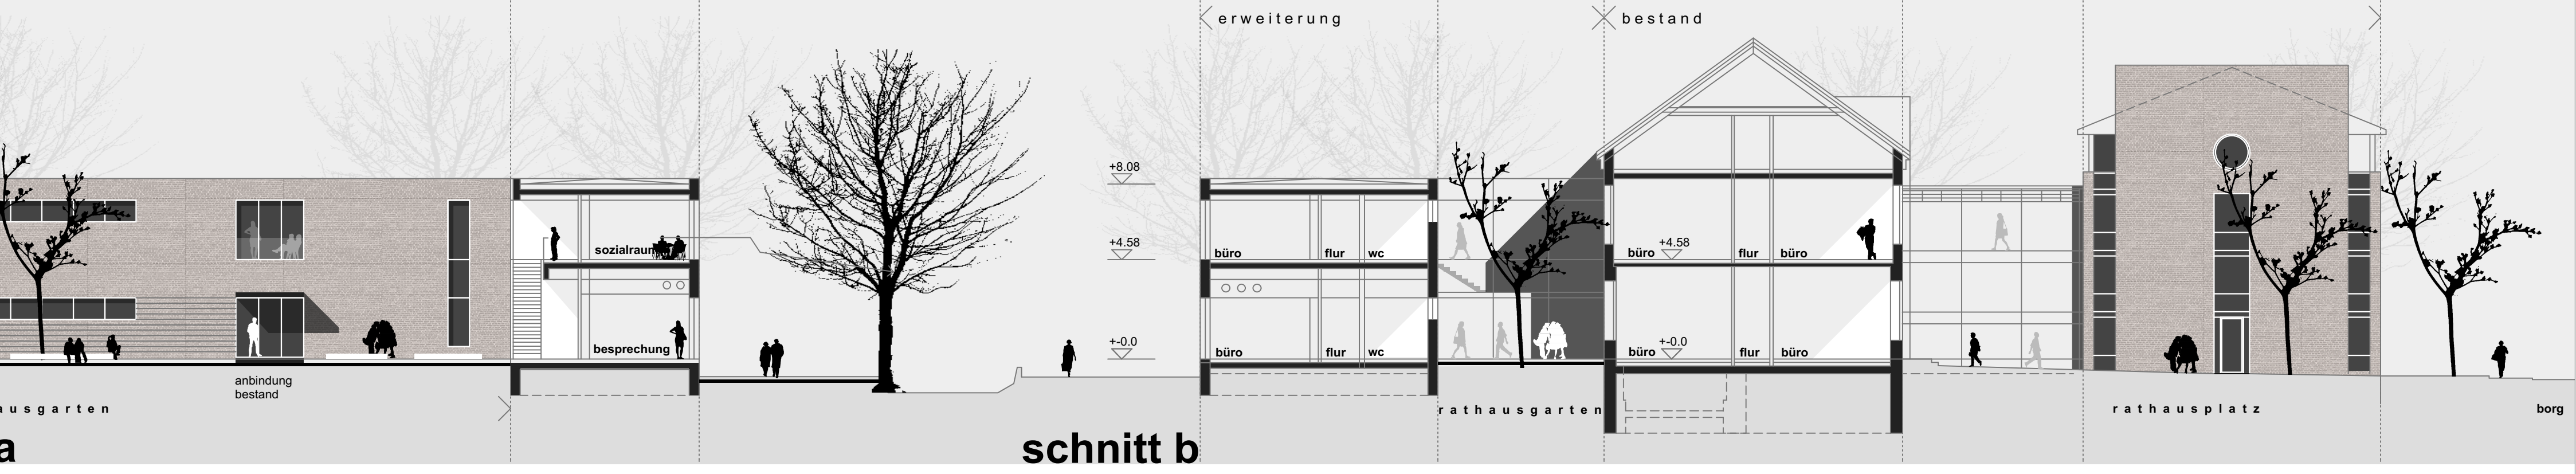 erweiterung
bestand
+8.08
+4.58
+-0.0
sozialraum
besprechung
büro flur wc
büro +4.58 flur büro
büro flur wc
büro +-0.0 flur büro
anbindung
bestand
ausgarten
rathausgarten
rathausplatz
borg
a
schnitt b